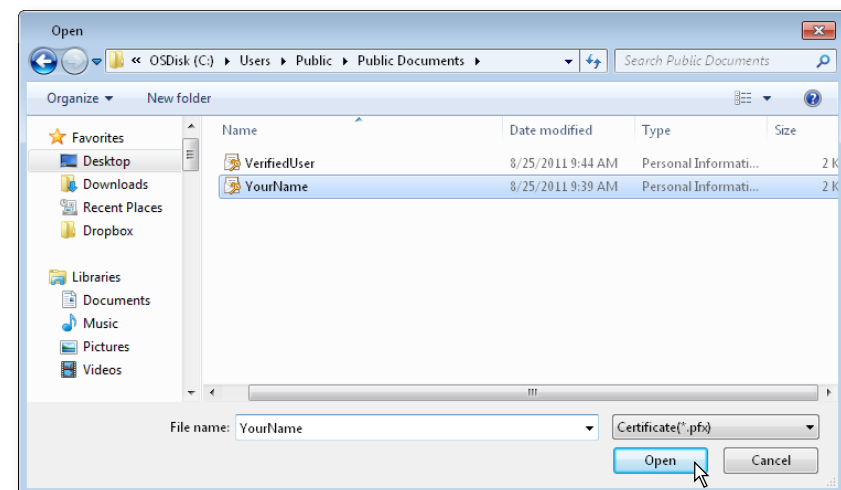 Open
« OSDisk (C:) ▸ Users ▸ Public ▸ Public Documents ▸ Search Public Documents
Organize ▾ New folder
Favorites
Desktop
Downloads
Recent Places
Dropbox
Libraries
Documents
Music
Pictures
Videos
Name Date modified Type Size
VerifiedUser 8/25/2011 9:44 AM Personal Informati... 2 K
YourName 8/25/2011 9:39 AM Personal Informati... 2 K
File name: YourName Certificate(*.pfx)
Open Cancel